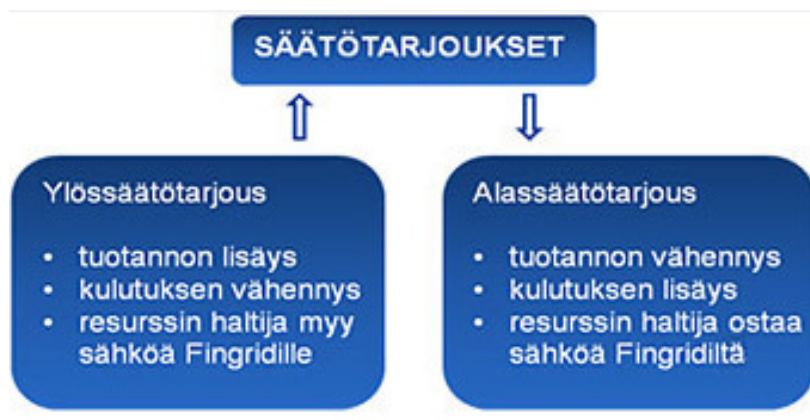 SÄÄTÖTARJOUKSET
Ylössäätötarjous
• tuotannon lisäys
• kulutuksen vähennys
• resurssin haltija myy
sähköä Fingridille
Alassäätötarjous
• tuotannon vähennys
• kulutuksen lisäys
• resurssin haltija ostaa
sähköä Fingridiltä